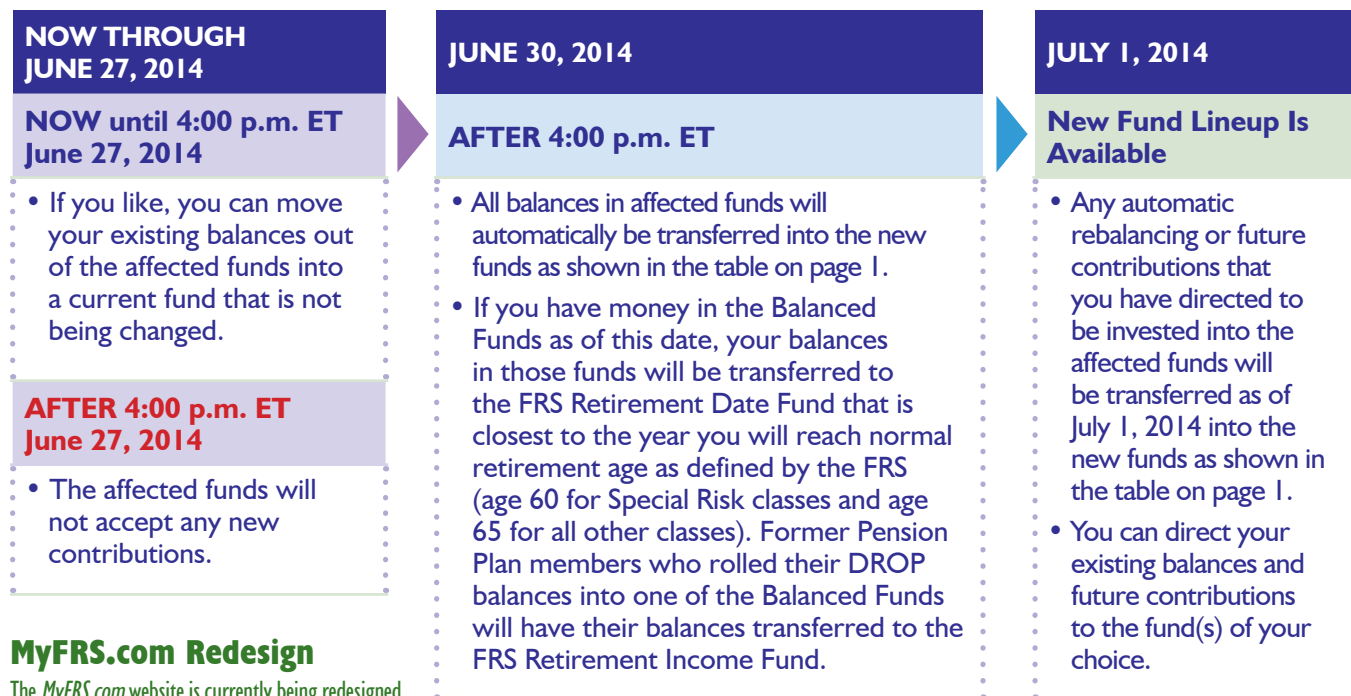 NOW THROUGH
JUNE 27, 2014
NOW until 4:00 p.m. ET
June 27, 2014
• If you like, you can move
your existing balances out
of the affected funds into
a current fund that is not
being changed.
AFTER 4:00 p.m. ET
June 27, 2014
• The affected funds will
not accept any new
contributions.
MyFRS.com Redesign
The MyFRS.com website is currently being redesigned
JUNE 30, 2014
AFTER 4:00 p.m. ET
• All balances in affected funds will
automatically be transferred into the new
funds as shown in the table on page 1.
• If you have money in the Balanced
Funds as of this date, your balances
in those funds will be transferred to
the FRS Retirement Date Fund that is
closest to the year you will reach normal
retirement age as defined by the FRS
(age 60 for Special Risk classes and age
65 for all other classes). Former Pension
Plan members who rolled their DROP
balances into one of the Balanced Funds
will have their balances transferred to the
FRS Retirement Income Fund.
JULY 1, 2014
New Fund Lineup Is
Available
• Any automatic
rebalancing or future
contributions that
you have directed to
be invested into the
affected funds will
be transferred as of
July 1, 2014 into the
new funds as shown in
the table on page 1.
• You can direct your
existing balances and
future contributions
to the fund(s) of your
choice.